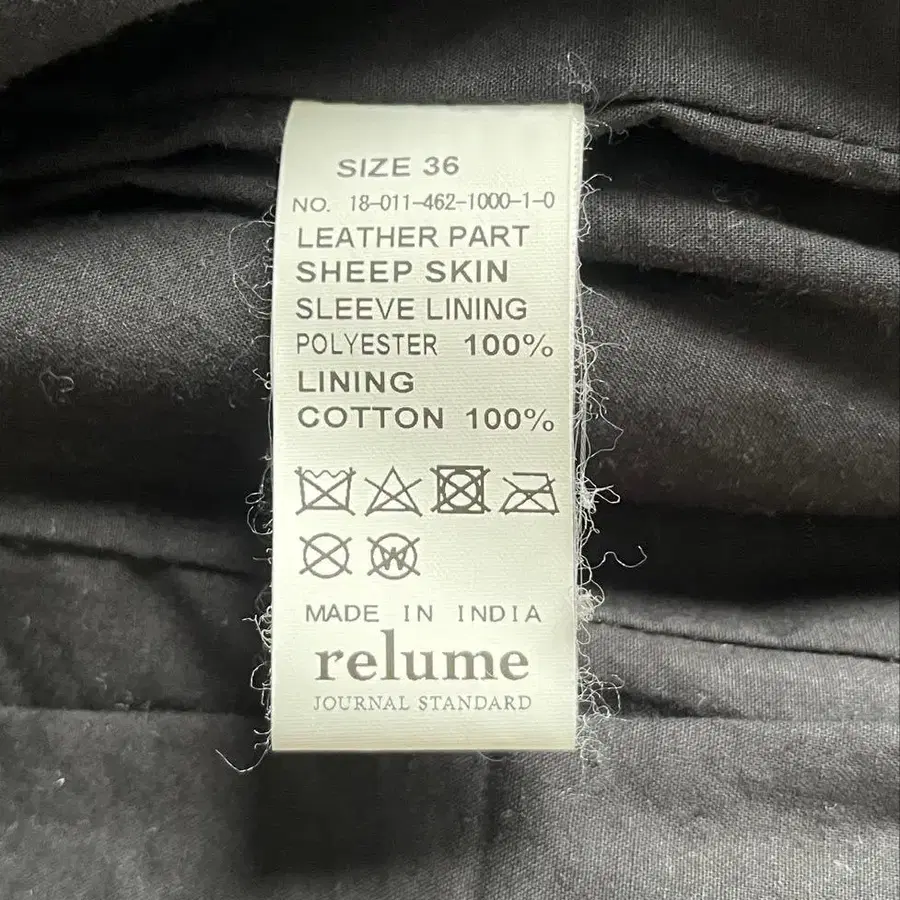 SIZE 36
NO. 18-011-462-1000-1-0
LEATHER PART
SHEEP SKIN
SLEEVE LINING
POLYESTER 100%
LINING
COTTON 100%
W
MADE IN INDIA
relume
JOURNAL STANDARD